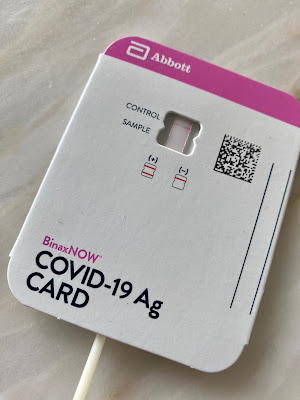 Abbott
CONTROL
SAMPLE
(+) (-)
BinaxNOW™
COVID-19 Ag
CARD